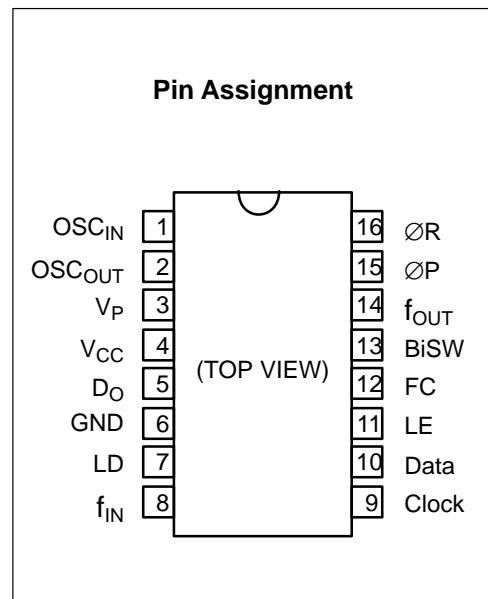 Pin Assignment
OSCIN 1 16 ∅R
OSCOUT 2 15 ∅P
VP 3 14 fOUT
VCC 4 13 BiSW
(TOP VIEW)
DO 5 12 FC
GND 6 11 LE
LD 7 10 Data
fIN 8 9 Clock